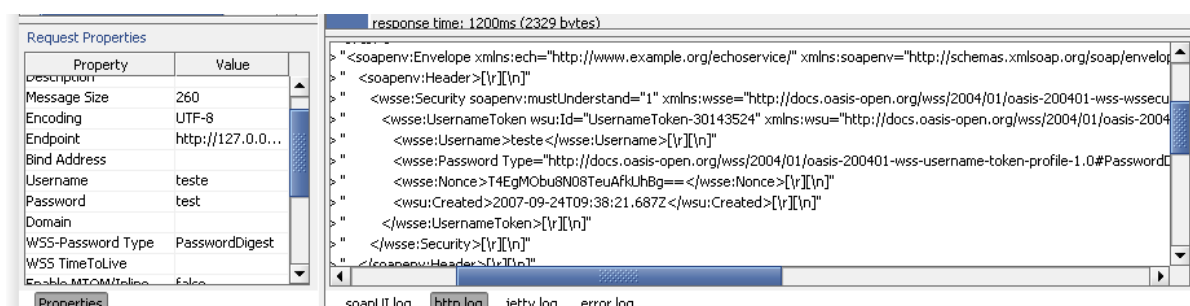 response time: 1200ms (2329 bytes)
Request Properties
Property Value
Description
Message Size 260
Encoding UTF-8
Endpoint http://127.0.0...
Bind Address
Username teste
Password test
Domain
WSS-Password Type PasswordDigest
WSS TimeToLive
Enable MTOM/Inline false
Properties
> "<soapenv:Envelope xmlns:ech="http://www.example.org/echoservice/" xmlns:soapenv="http://schemas.xmlsoap.org/soap/envelop
> " <soapenv:Header>[\r][\n]"
> " <wsse:Security soapenv:mustUnderstand="1" xmlns:wsse="http://docs.oasis-open.org/wss/2004/01/oasis-200401-wss-wssecu
> " <wsse:UsernameToken wsu:Id="UsernameToken-30143524" xmlns:wsu="http://docs.oasis-open.org/wss/2004/01/oasis-2004
> " <wsse:Username>teste</wsse:Username>[\r][\n]"
> " <wsse:Password Type="http://docs.oasis-open.org/wss/2004/01/oasis-200401-wss-username-token-profile-1.0#PasswordD
> " <wsse:Nonce>T4EgMObu8N08TeuAfkUhBg==</wsse:Nonce>[\r][\n]"
> " <wsu:Created>2007-09-24T09:38:21.687Z</wsu:Created>[\r][\n]"
> " </wsse:UsernameToken>[\r][\n]"
> " </wsse:Security>[\r][\n]"
> " </soapenv:Header>[\r][\n]"
soapUI log http log jetty log error log